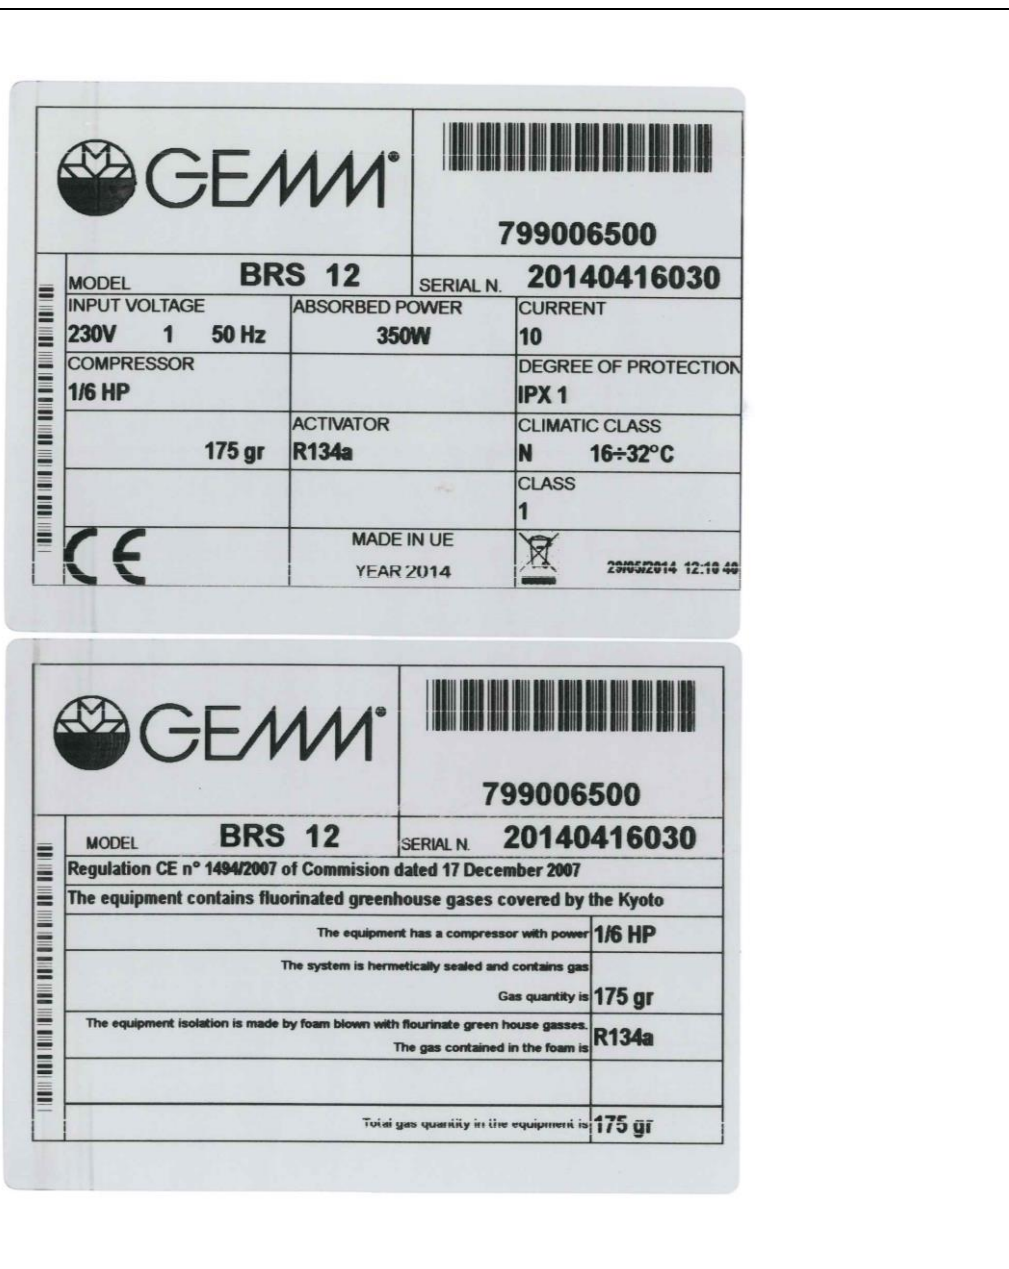 GEMM®
799006500
MODEL BRS 12 SERIAL N. 20140416030
INPUT VOLTAGE ABSORBED POWER CURRENT
230V 1 50 Hz 350W 10
COMPRESSOR DEGREE OF PROTECTION
1/6 HP IPX 1
ACTIVATOR CLIMATIC CLASS
175 gr R134a N 16÷32°C
CLASS
1
CE MADE IN UE
YEAR 2014 29/05/2014 12:10 40
GEMM®
799006500
MODEL BRS 12 SERIAL N. 20140416030
Regulation CE n° 1494/2007 of Commision dated 17 December 2007
The equipment contains fluorinated greenhouse gases covered by the Kyoto
The equipment has a compressor with power 1/6 HP
The system is hermetically sealed and contains gas
Gas quantity is 175 gr
The equipment isolation is made by foam blown with flourinate green house gasses.
The gas contained in the foam is R134a
Total gas quantity in the equipment is 175 gr